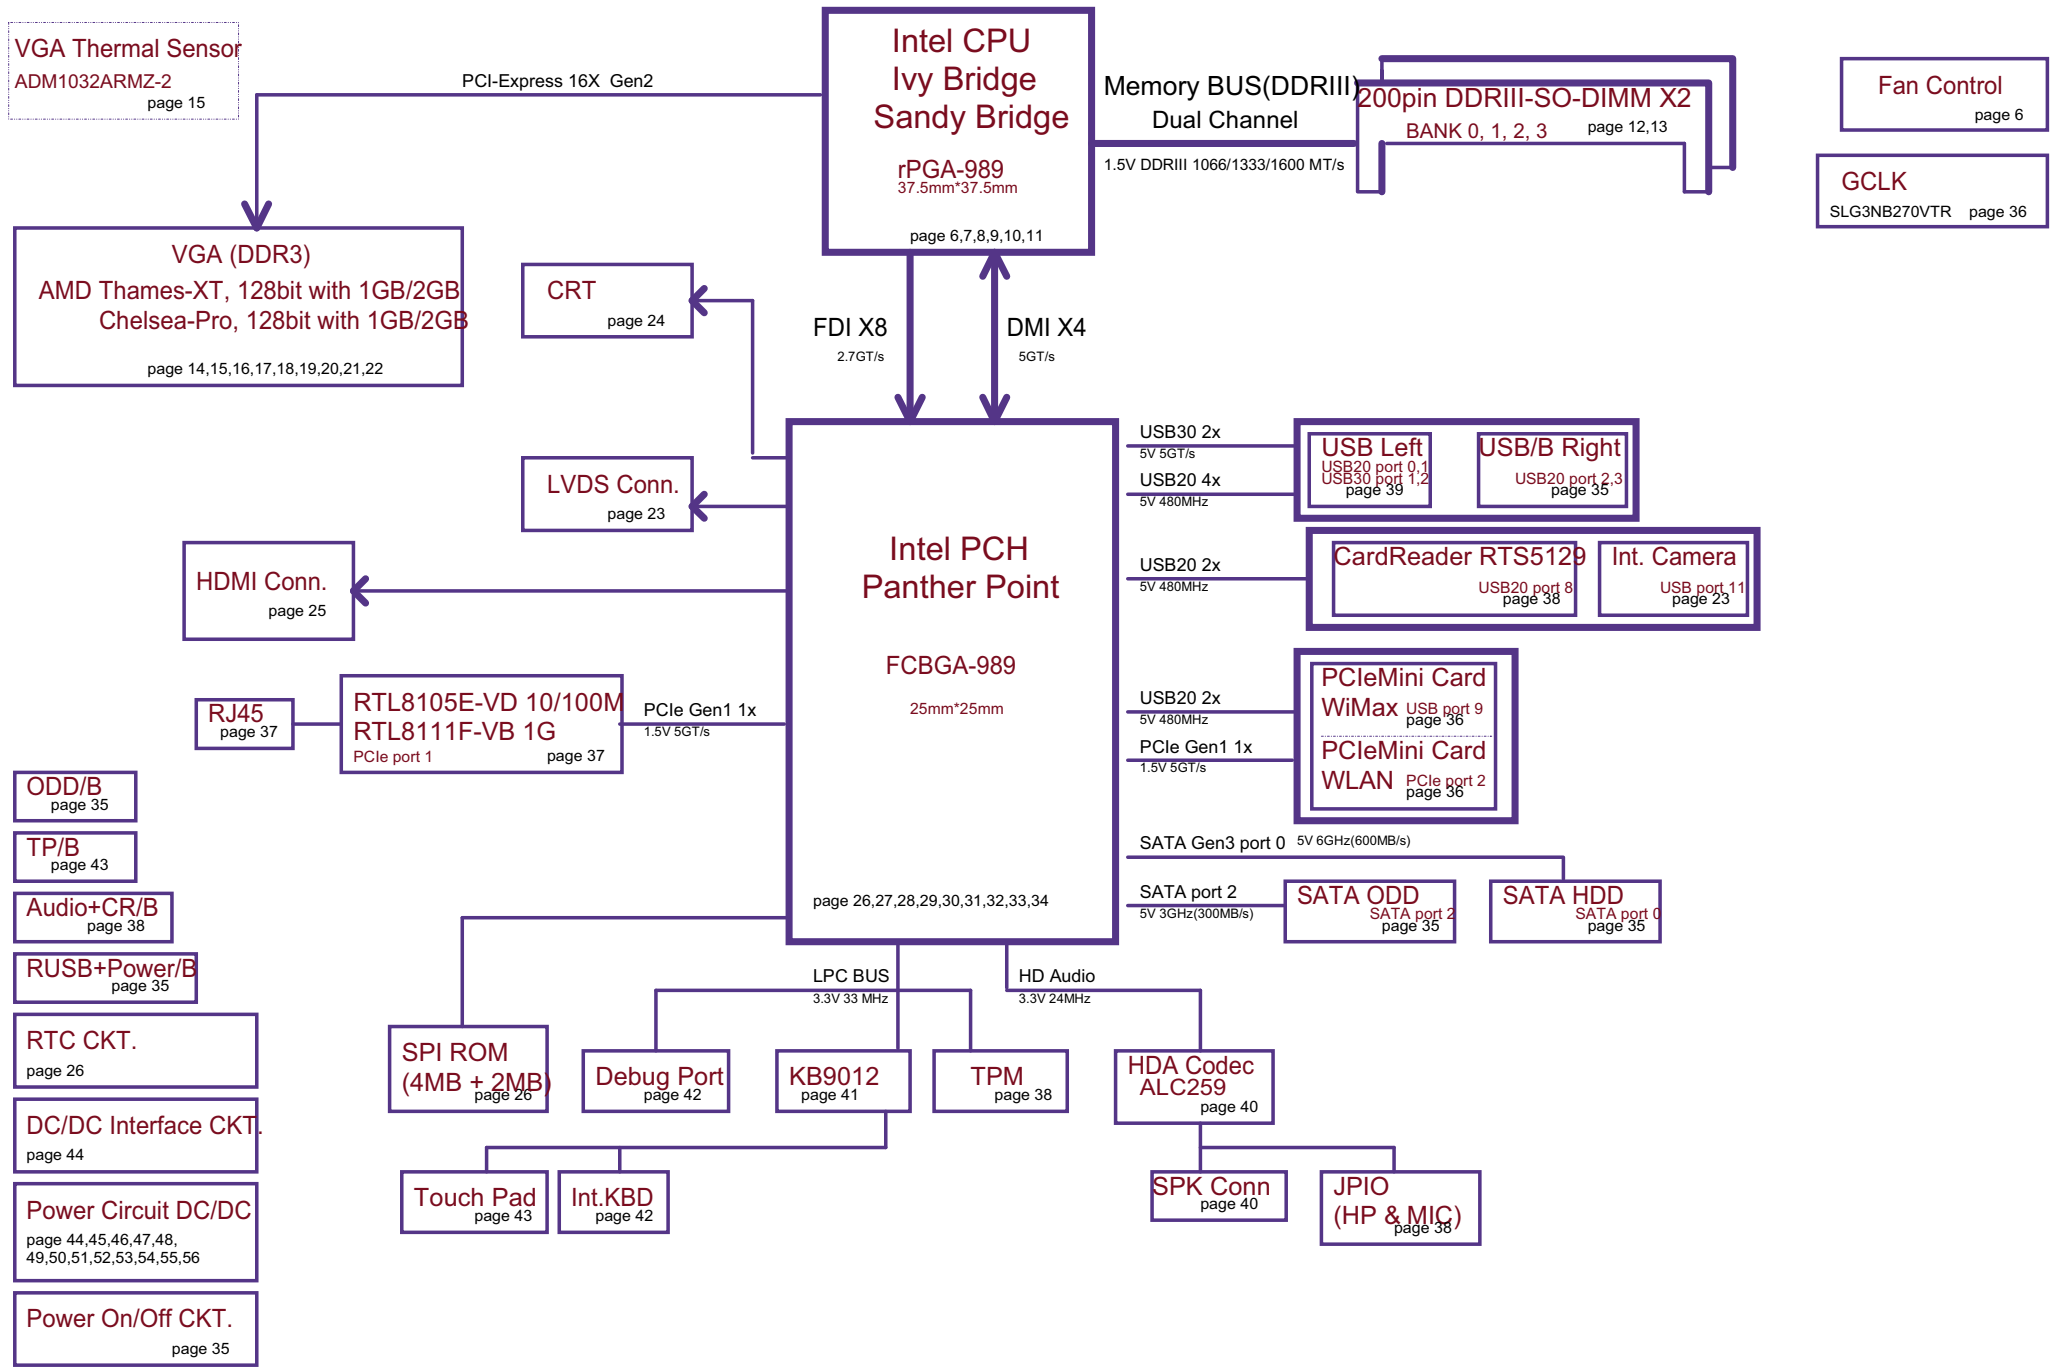 VGA Thermal Sensor
ADM1032ARMZ-2
page 15
PCI-Express 16X  Gen2
Intel CPU
Ivy Bridge
Sandy Bridge
rPGA-989
37.5mm*37.5mm
page 6,7,8,9,10,11
Memory BUS(DDRIII)
Dual Channel
1.5V DDRIII 1066/1333/1600 MT/s
200pin DDRIII-SO-DIMM X2
BANK 0, 1, 2, 3
page 12,13
Fan Control
page 6
GCLK
SLG3NB270VTR
page 36
VGA (DDR3)
AMD Thames-XT, 128bit with 1GB/2GB
Chelsea-Pro, 128bit with 1GB/2GB
page 14,15,16,17,18,19,20,21,22
CRT
page 24
FDI X8
2.7GT/s
DMI X4
5GT/s
LVDS Conn.
page 23
HDMI Conn.
page 25
Intel PCH
Panther Point
FCBGA-989
25mm*25mm
page 26,27,28,29,30,31,32,33,34
USB30 2x
5V 5GT/s
USB20 4x
5V 480MHz
USB Left
USB20 port 0,1
USB30 port 1,2
page 39
USB/B Right
USB20 port 2,3
page 35
USB20 2x
5V 480MHz
CardReader RTS5129
USB20 port 8
page 38
Int. Camera
USB port 11
page 23
RJ45
page 37
RTL8105E-VD 10/100M
RTL8111F-VB 1G
PCIe port 1
page 37
PCIe Gen1 1x
1.5V 5GT/s
USB20 2x
5V 480MHz
PCIe Gen1 1x
1.5V 5GT/s
PCIeMini Card
WiMax
USB port 9
page 36
PCIeMini Card
WLAN
PCIe port 2
page 36
SATA Gen3 port 0
5V 6GHz(600MB/s)
SATA port 2
5V 3GHz(300MB/s)
SATA ODD
SATA port 2
page 35
SATA HDD
SATA port 0
page 35
ODD/B
page 35
TP/B
page 43
Audio+CR/B
page 38
RUSB+Power/B
page 35
RTC CKT.
page 26
DC/DC Interface CKT.
page 44
Power Circuit DC/DC
page 44,45,46,47,48,
49,50,51,52,53,54,55,56
Power On/Off CKT.
page 35
LPC BUS
3.3V 33 MHz
HD Audio
3.3V 24MHz
SPI ROM
(4MB + 2MB)
page 26
Debug Port
page 42
KB9012
page 41
TPM
page 38
HDA Codec
ALC259
page 40
Touch Pad
page 43
Int.KBD
page 42
SPK Conn
page 40
JPIO
(HP & MIC)
page 38